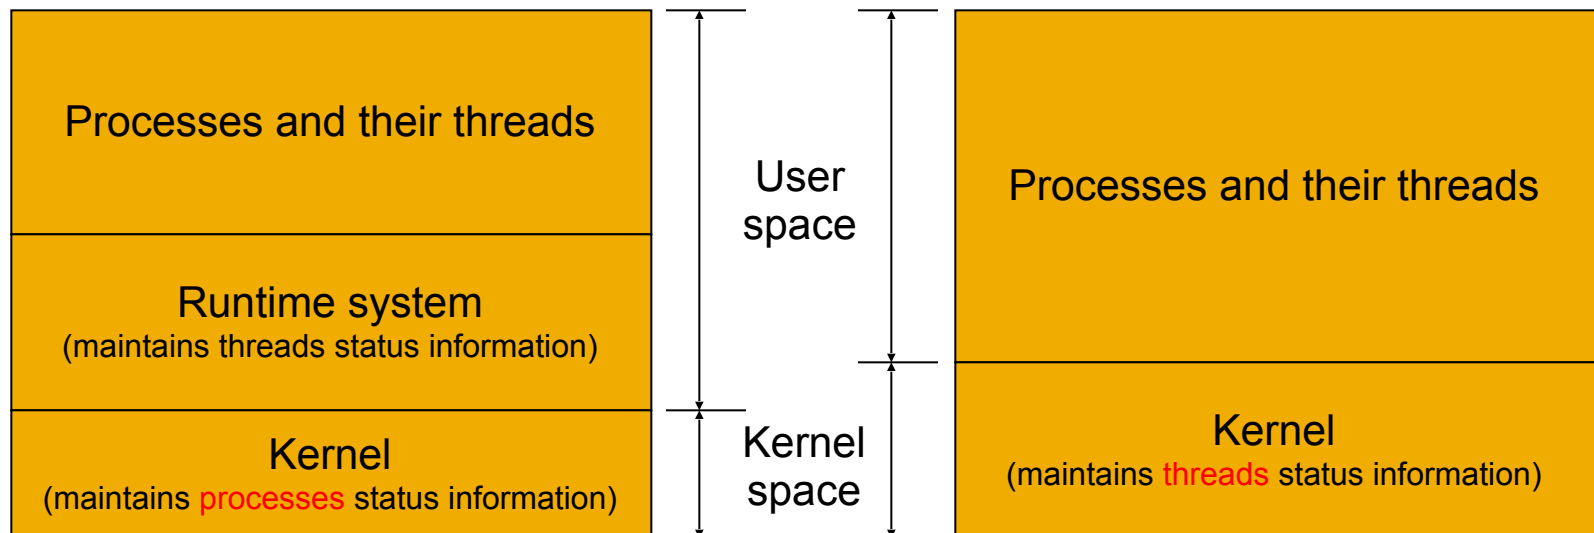 Processes and their threads
Runtime system
(maintains threads status information)
Kernel
(maintains processes status information)
User
space
Kernel
space
Processes and their threads
Kernel
(maintains threads status information)